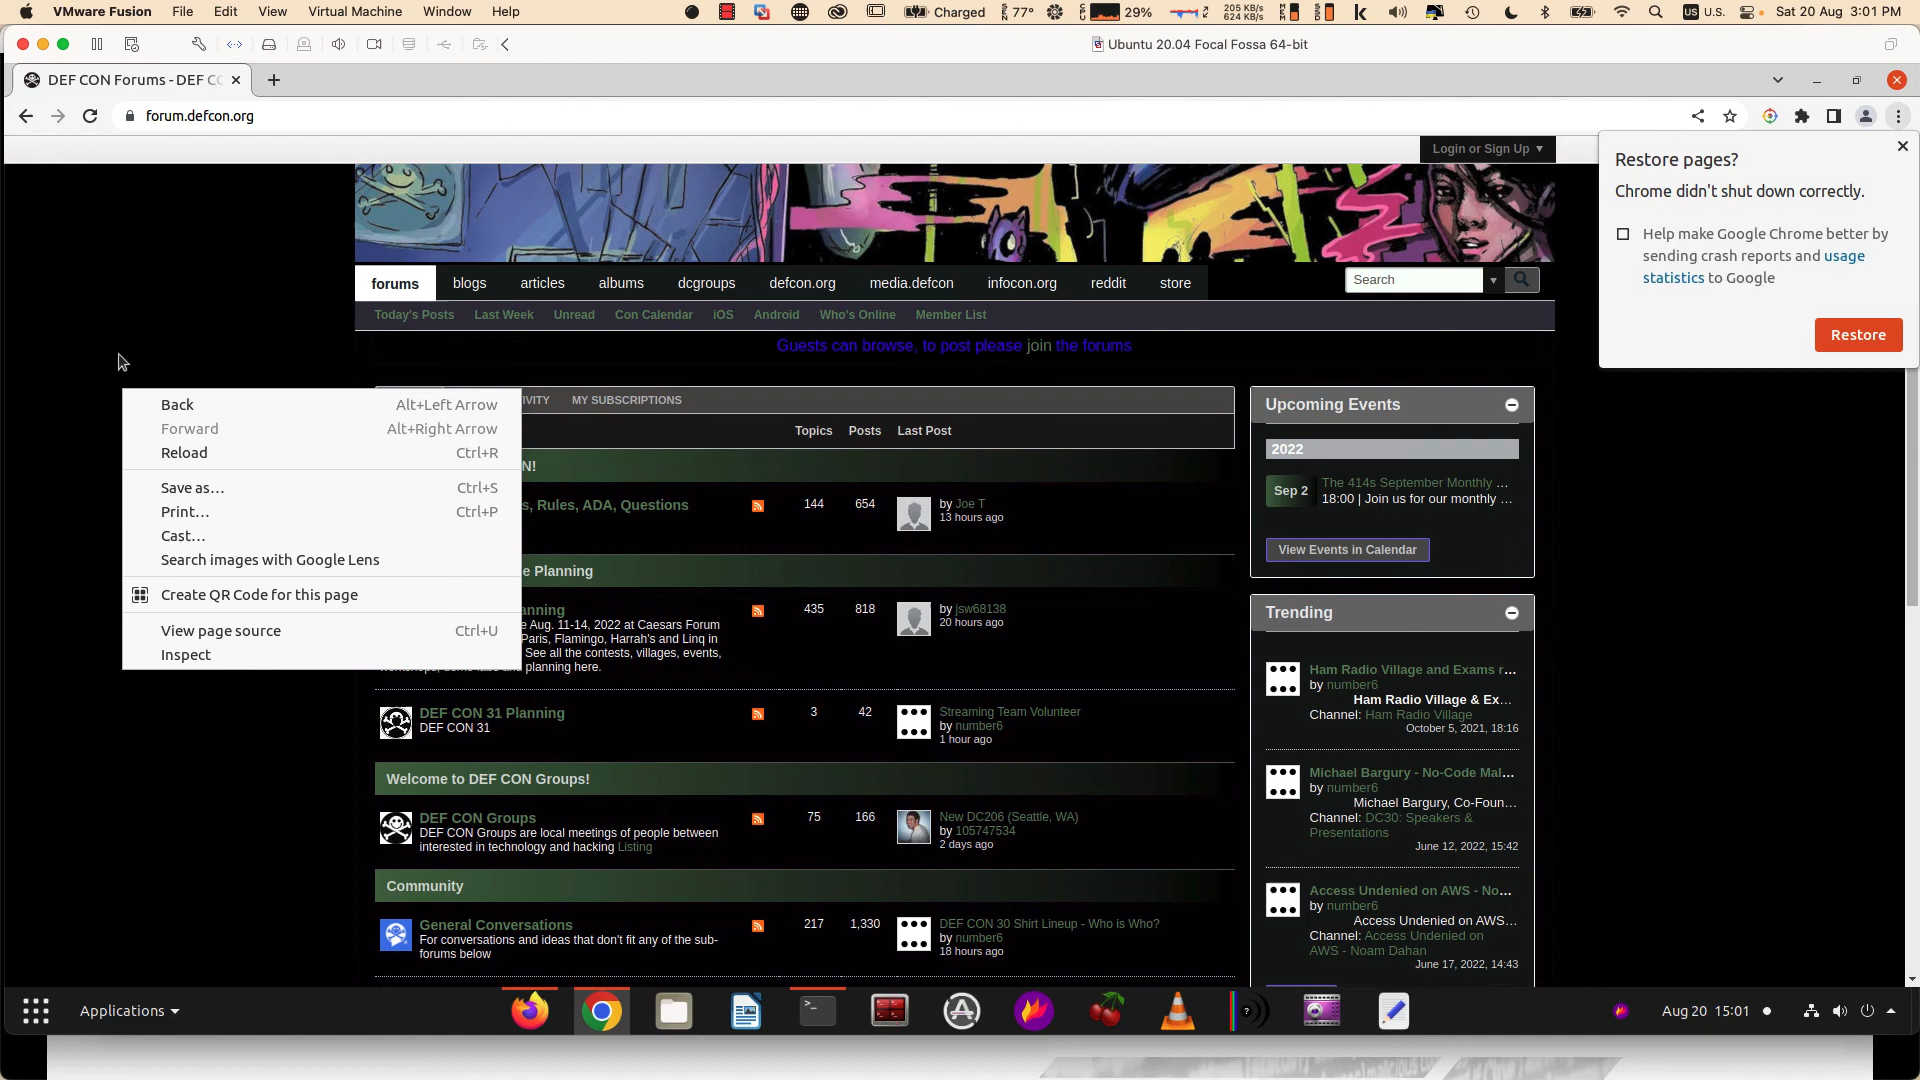 VMware Fusion File Edit View Virtual Machine Window Help
Charged 77° 29% 205 KB/s 624 KB/s U.S. Sat 20 Aug 3:01 PM
Ubuntu 20.04 Focal Fossa 64-bit
DEF CON Forums - DEF CO
forum.defcon.org
Login or Sign Up
Restore pages?
Chrome didn't shut down correctly.
Help make Google Chrome better by
sending crash reports and usage
statistics to Google
Restore
forums blogs articles albums dcgroups defcon.org media.defcon infocon.org reddit store
Search
Today's Posts Last Week Unread Con Calendar iOS Android Who's Online Member List
Guests can browse, to post please join the forums
Back Alt+Left Arrow
Forward Alt+Right Arrow
Reload Ctrl+R
Save as… Ctrl+S
Print… Ctrl+P
Cast…
Search images with Google Lens
Create QR Code for this page
View page source Ctrl+U
Inspect
IVITY MY SUBSCRIPTIONS
Topics Posts Last Post
N!
s, Rules, ADA, Questions
144 654
by Joe T
13 hours ago
e Planning
anning
e Aug. 11-14, 2022 at Caesars Forum
Paris, Flamingo, Harrah's and Linq in
See all the contests, villages, events,
planning here.
435 818
by jsw68138
20 hours ago
DEF CON 31 Planning
DEF CON 31
3 42
Streaming Team Volunteer
by number6
1 hour ago
Welcome to DEF CON Groups!
DEF CON Groups
DEF CON Groups are local meetings of people between
interested in technology and hacking Listing
75 166
New DC206 (Seattle, WA)
by 105747534
2 days ago
Community
General Conversations
For conversations and ideas that don't fit any of the sub-
forums below
217 1,330
DEF CON 30 Shirt Lineup - Who is Who?
by number6
18 hours ago
Upcoming Events
2022
Sep 2
The 414s September Monthly …
18:00 | Join us for our monthly …
View Events in Calendar
Trending
Ham Radio Village and Exams r…
by number6
Ham Radio Village & Ex…
Channel: Ham Radio Village
October 5, 2021, 18:16
Michael Bargury - No-Code Mal…
by number6
Michael Bargury, Co-Foun…
Channel: DC30: Speakers &
Presentations
June 12, 2022, 15:42
Access Undenied on AWS - No…
by number6
Access Undenied on AWS…
Channel: Access Undenied on
AWS - Noam Dahan
June 17, 2022, 14:43
Applications
Aug 20 15:01